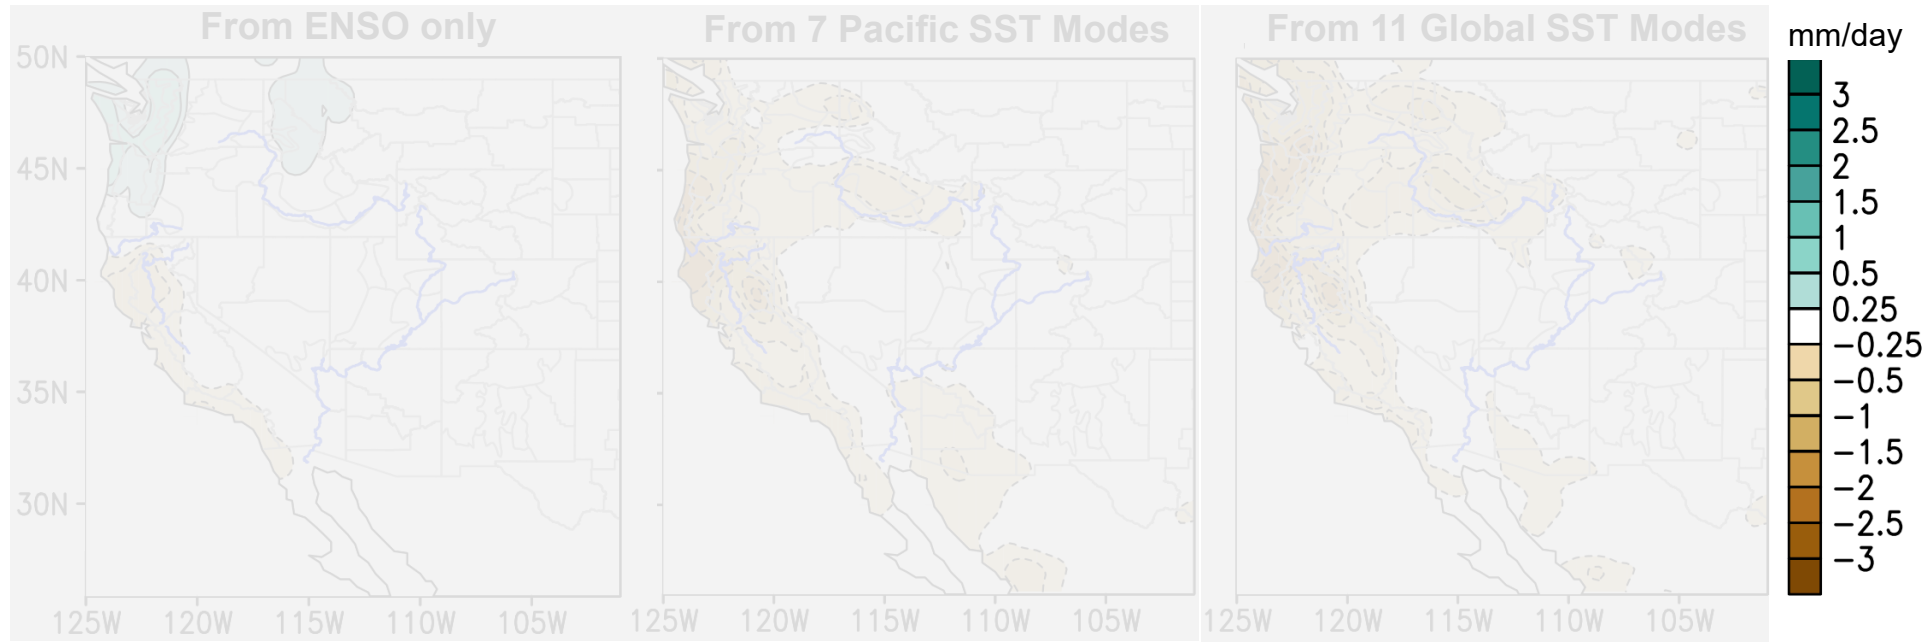 From ENSO only
From 7 Pacific SST Modes
From 11 Global SST Modes
mm/day
50N
45N
40N
35N
30N
125W 120W 115W 110W 105W
125W 120W 115W 110W 105W
125W 120W 115W 110W 105W
3
2.5
2
1.5
1
0.5
0.25
−0.25
−0.5
−1
−1.5
−2
−2.5
−3